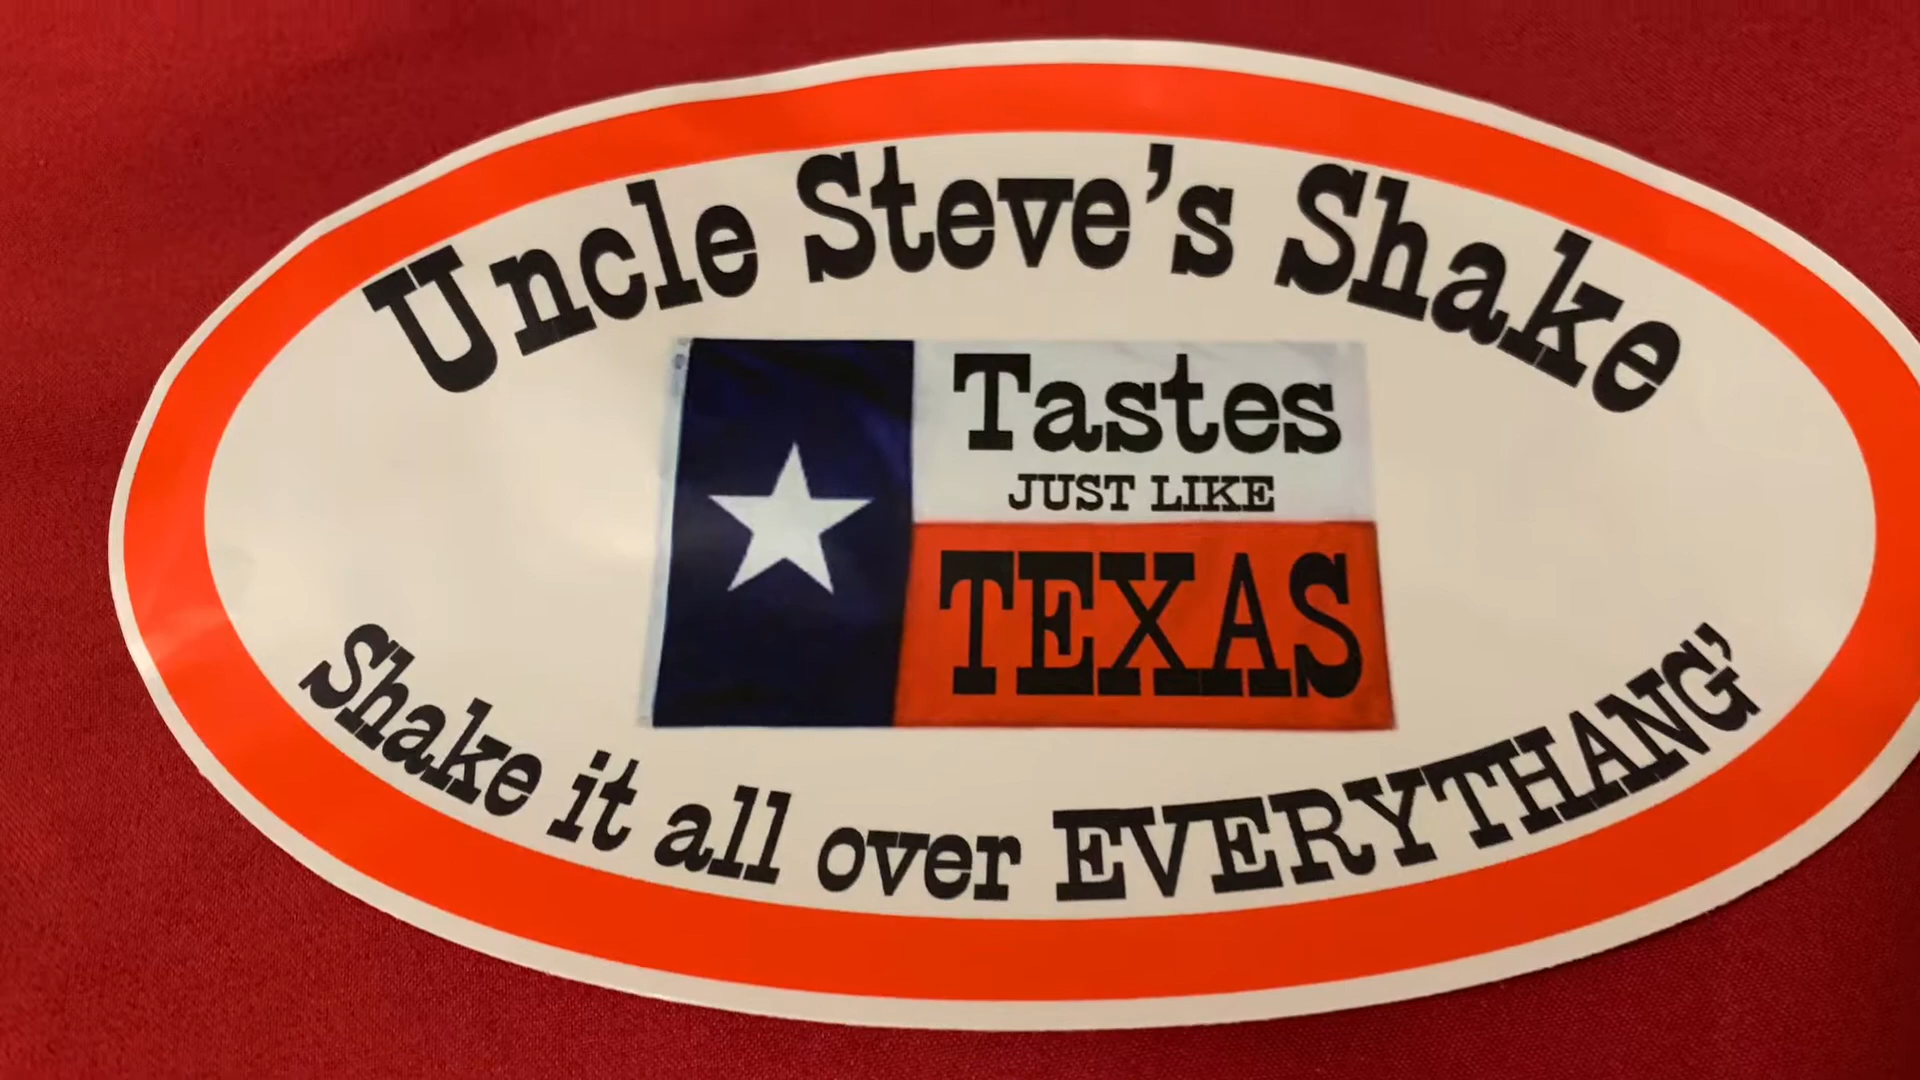 Uncle Steve's Shake
Tastes
JUST LIKE
TEXAS
Shake it all over EVERYTHANG'